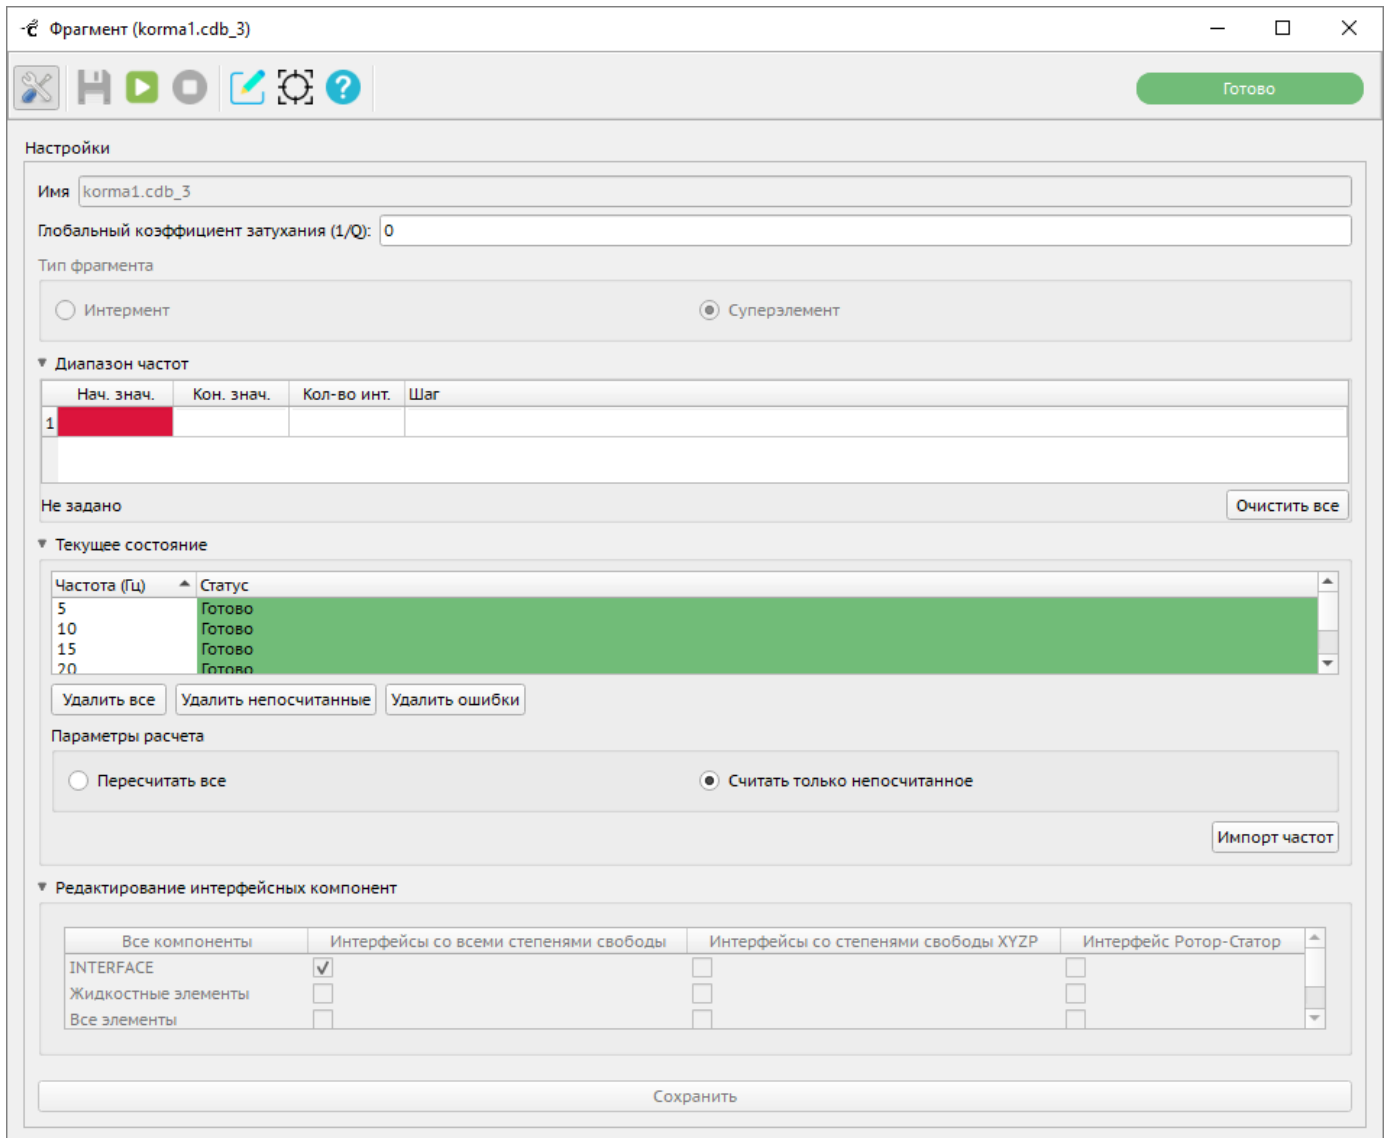 Фрагмент (korma1.cdb_3)
Готово
Настройки
Имя korma1.cdb_3
Глобальный коэффициент затухания (1/Q): 0
Тип фрагмента
Интермент Суперэлемент
Диапазон частот
Нач. знач. Кон. знач. Кол-во инт. Шаг
1
Не задано Очистить все
Текущее состояние
Частота (Гц) Статус
5 Готово
10 Готово
15 Готово
20 Готово
Удалить все Удалить непосчитанные Удалить ошибки
Параметры расчета
Пересчитать все Считать только непосчитанное
Импорт частот
Редактирование интерфейсных компонент
Все компоненты Интерфейсы со всеми степенями свободы Интерфейсы со степенями свободы XYZP Интерфейс Ротор-Статор
INTERFACE
Жидкостные элементы
Все элементы
Сохранить